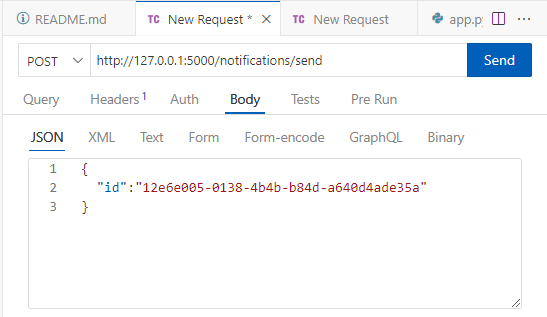 README.md TC New Request * × TC New Request app.py ···
POST http://127.0.0.1:5000/notifications/send Send
Query Headers 1 Auth Body Tests Pre Run
JSON XML Text Form Form-encode GraphQL Binary
1 {
2 "id":"12e6e005-0138-4b4b-b84d-a640d4ade35a"
3 }